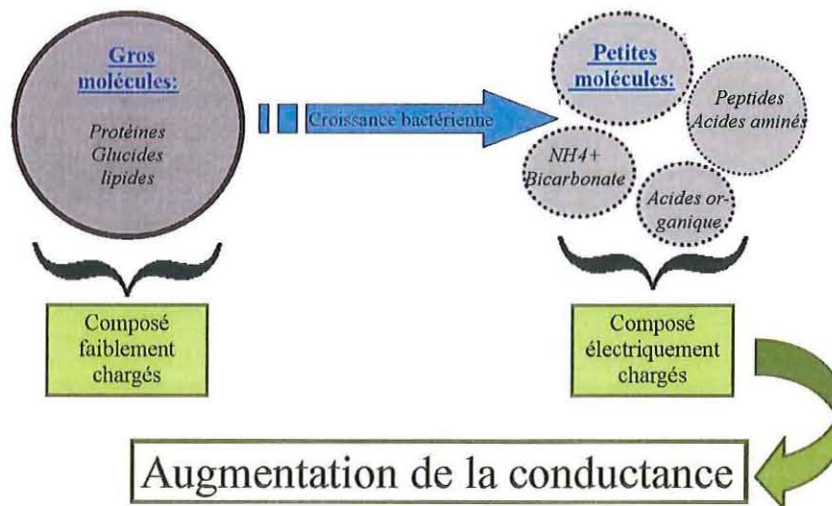 Gros
molécules:
Protéines
Glucides
lipides
Croissance bactérienne
Petites
molécules:
Peptides
Acides aminés
NH4+
Bicarbonate
Acides or-
ganique
Composé
faiblement
chargés
Composé
électriquement
chargés
Augmentation de la conductance